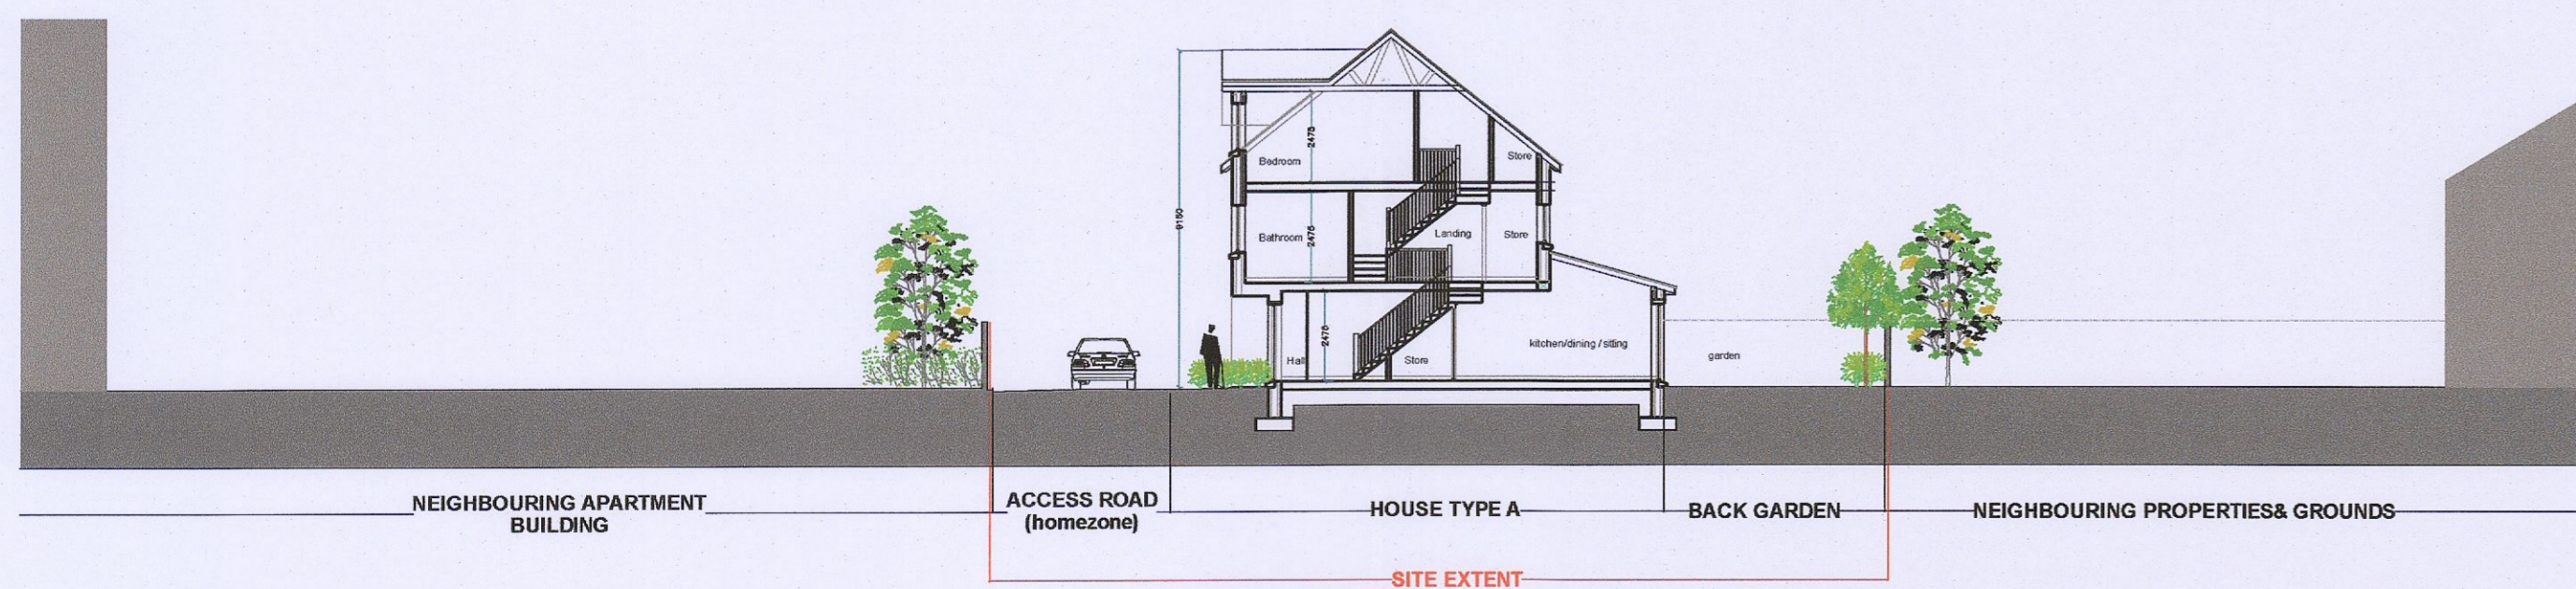 Bedroom
2475
Store
9150
Bathroom
2475
Landing
Store
Hall
2475
Store
kitchen/dining /sitting
garden
NEIGHBOURING APARTMENT
BUILDING
ACCESS ROAD
(homezone)
HOUSE TYPE A
BACK GARDEN
NEIGHBOURING PROPERTIES& GROUNDS
SITE EXTENT